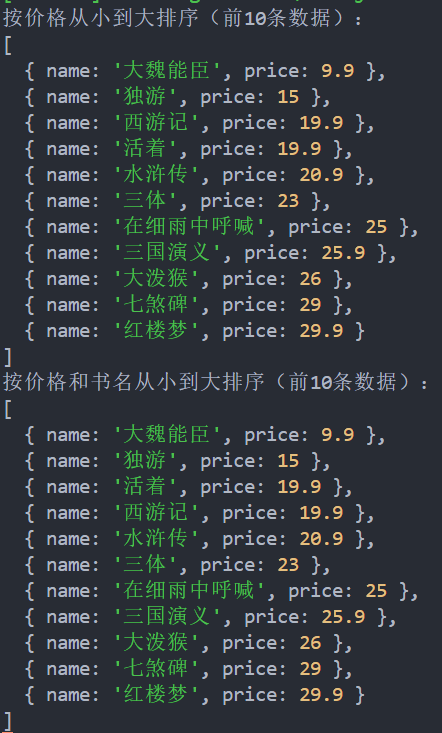 按价格从小到大排序（前10条数据）：
[
  { name: '大魏能臣', price: 9.9 },
  { name: '独游', price: 15 },
  { name: '西游记', price: 19.9 },
  { name: '活着', price: 19.9 },
  { name: '水浒传', price: 20.9 },
  { name: '三体', price: 23 },
  { name: '在细雨中呼喊', price: 25 },
  { name: '三国演义', price: 25.9 },
  { name: '大泼猴', price: 26 },
  { name: '七煞碑', price: 29 },
  { name: '红楼梦', price: 29.9 }
]
按价格和书名从小到大排序（前10条数据）：
[
  { name: '大魏能臣', price: 9.9 },
  { name: '独游', price: 15 },
  { name: '活着', price: 19.9 },
  { name: '西游记', price: 19.9 },
  { name: '水浒传', price: 20.9 },
  { name: '三体', price: 23 },
  { name: '在细雨中呼喊', price: 25 },
  { name: '三国演义', price: 25.9 },
  { name: '大泼猴', price: 26 },
  { name: '七煞碑', price: 29 },
  { name: '红楼梦', price: 29.9 }
]